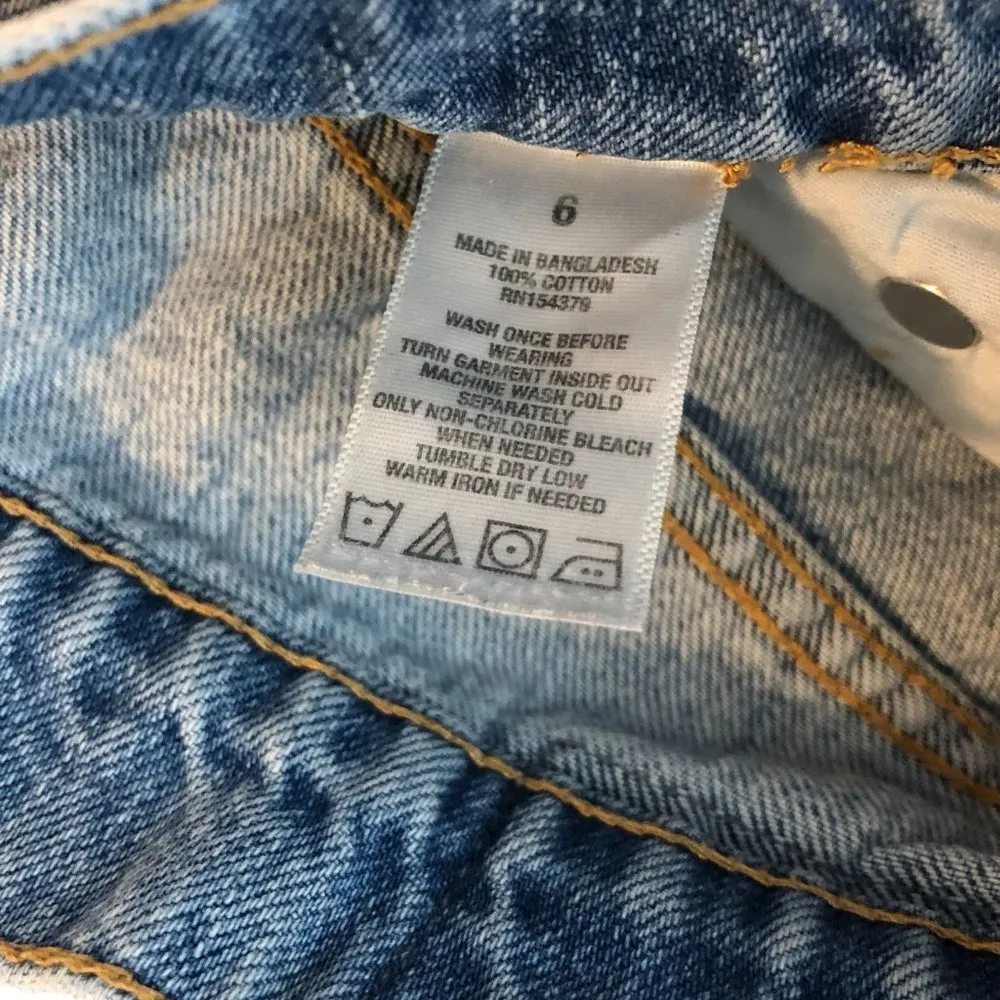 6
MADE IN BANGLADESH
100% COTTON
RN154379
WASH ONCE BEFORE
WEARING
TURN GARMENT INSIDE OUT
MACHINE WASH COLD
SEPARATELY
ONLY NON-CHLORINE BLEACH
WHEN NEEDED
TUMBLE DRY LOW
WARM IRON IF NEEDED